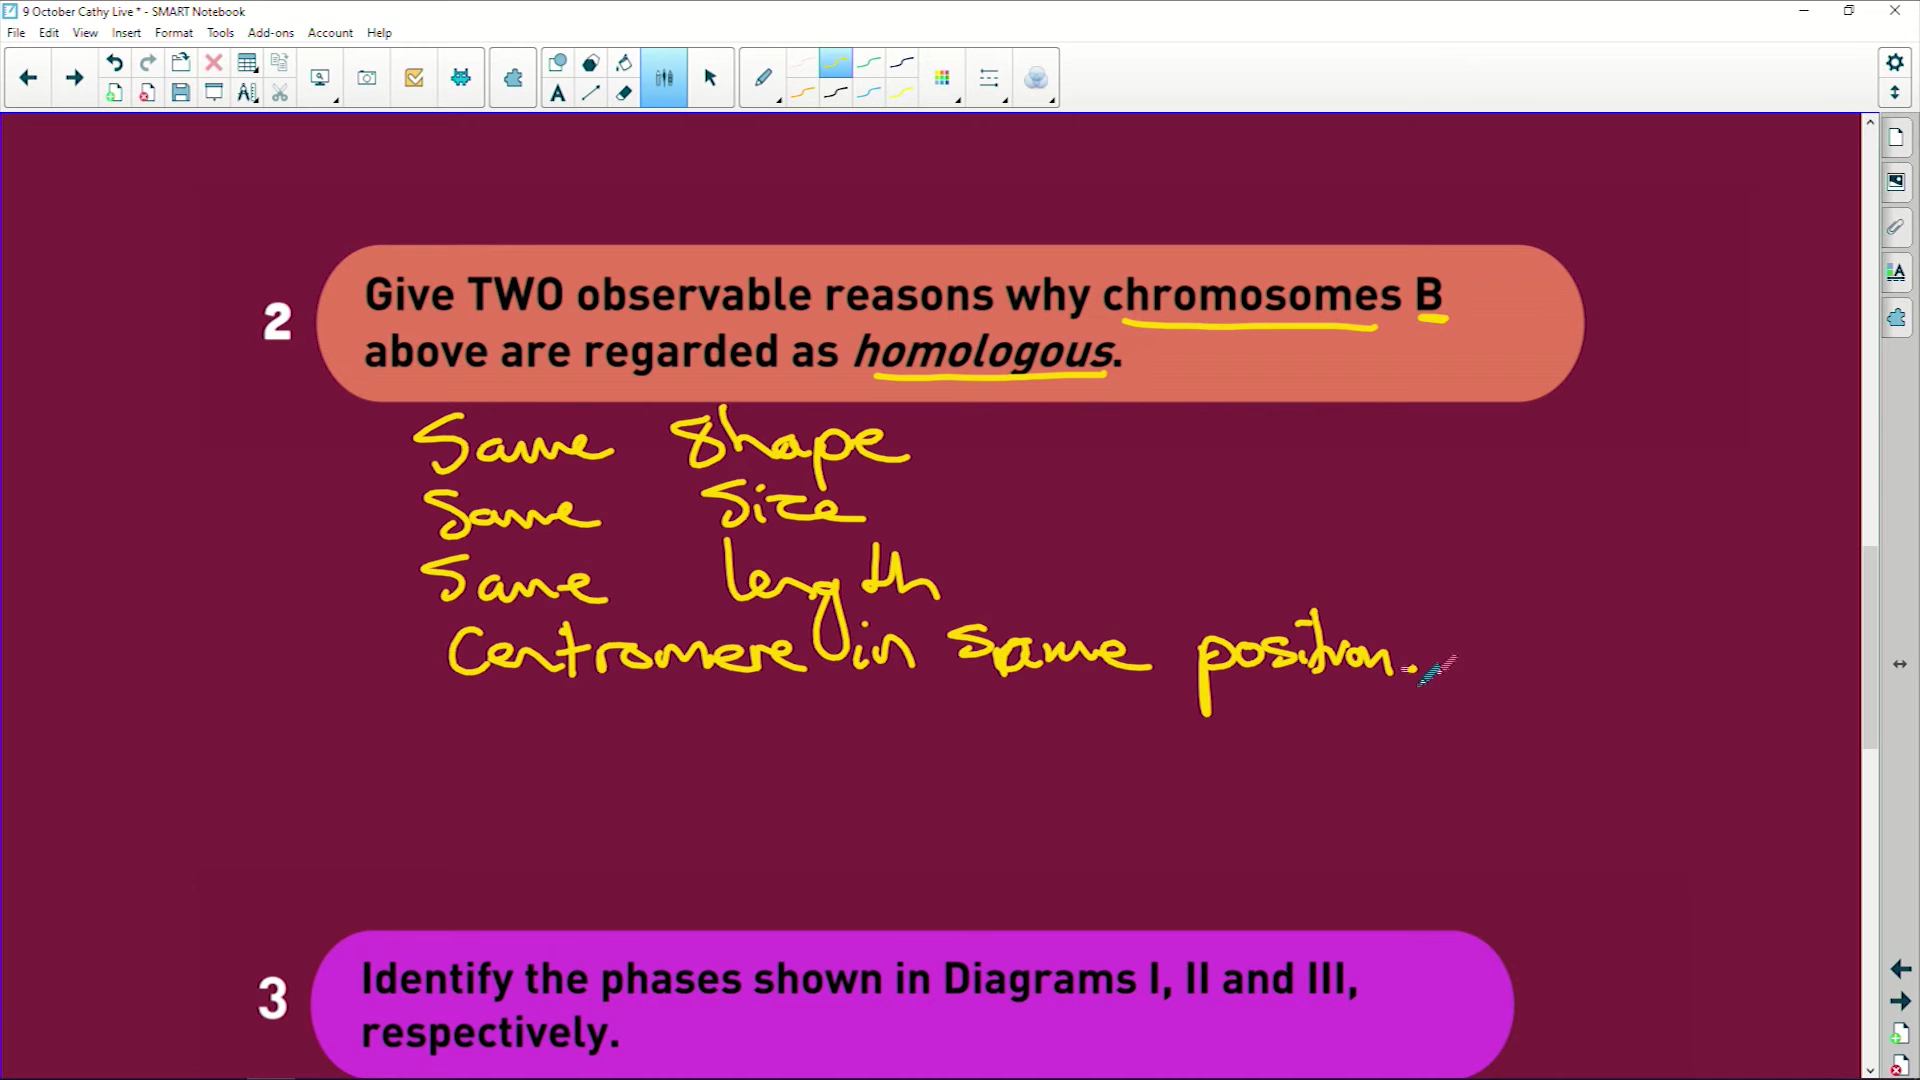 9 October Cathy Live * - SMART Notebook
File Edit View Insert Format Tools Add-ons Account Help
2
Give TWO observable reasons why chromosomes B
above are regarded as homologous.
Same Shape
Same Size
Same length
Centromere in same position.
3
Identify the phases shown in Diagrams I, II and III,
respectively.